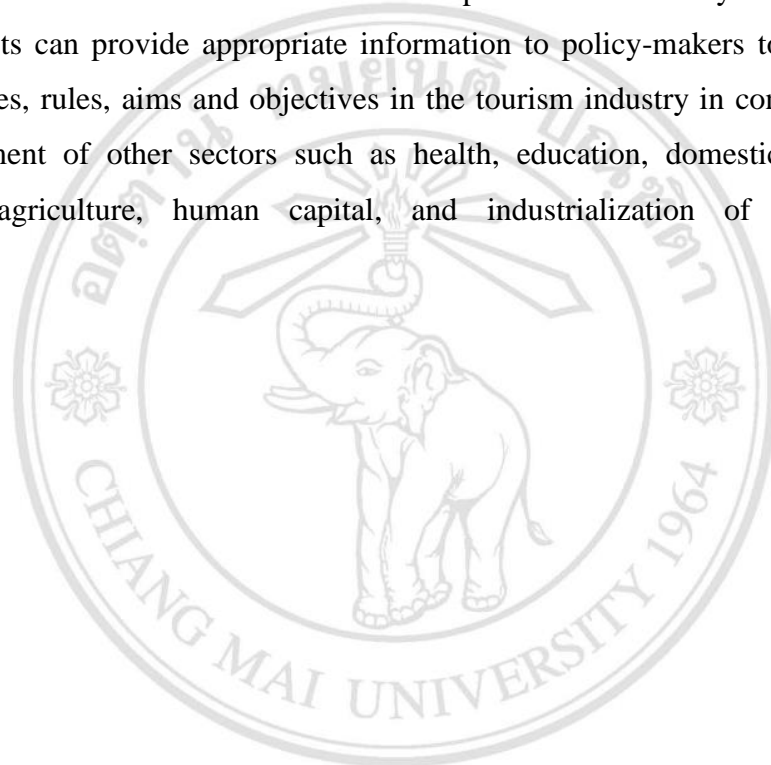 ts can provide appropriate information to policy-makers to
es, rules, aims and objectives in the tourism industry in con
ent of other sectors such as health, education, domestic
agriculture, human capital, and industrialization of
CHIANG MAI UNIVERSITY 1964